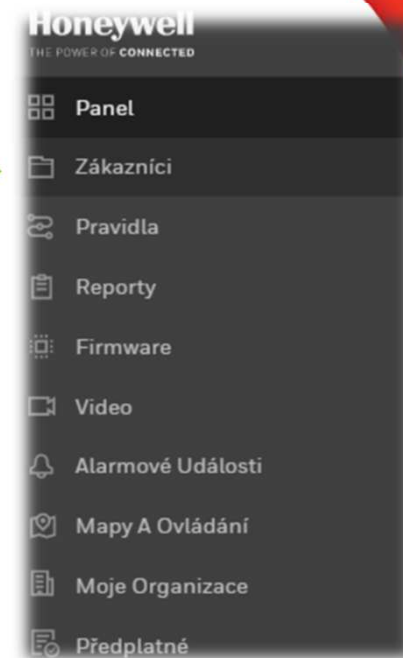 Honeywell
THE POWER OF CONNECTED
Panel
Zákazníci
Pravidla
Reporty
Firmware
Video
Alarmové Události
Mapy A Ovládání
Moje Organizace
Předplatné